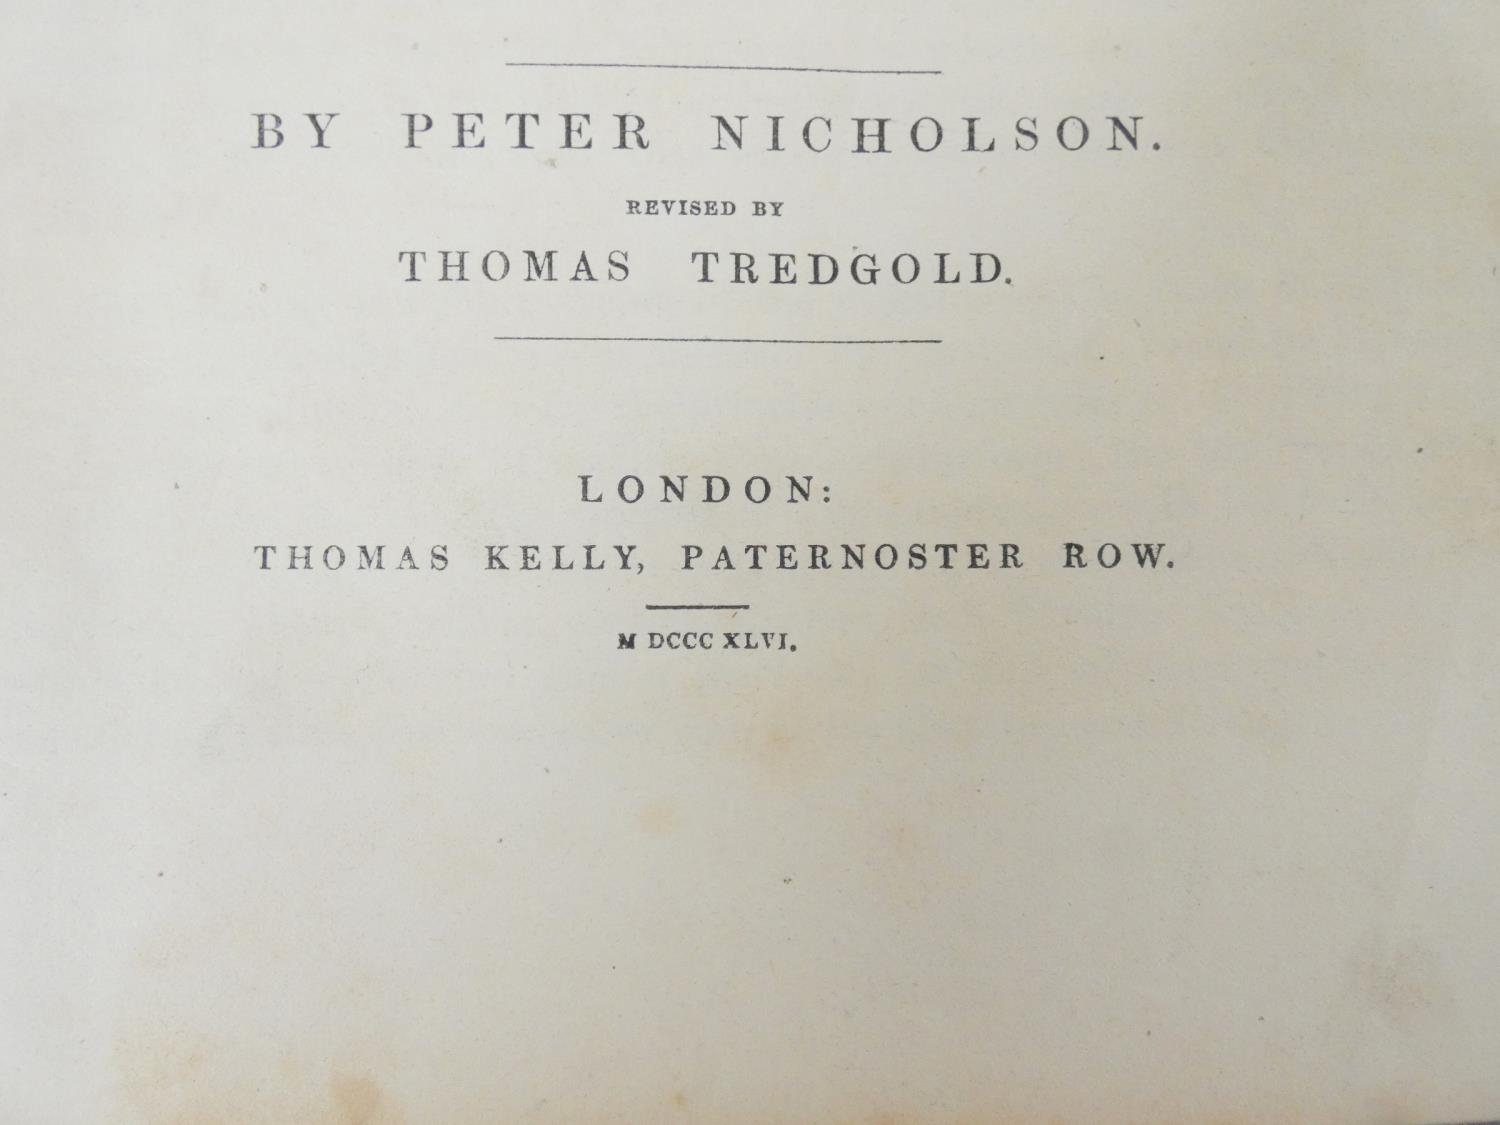 BY PETER NICHOLSON.
REVISED BY
THOMAS TREDGOLD.
LONDON:
THOMAS KELLY, PATERNOSTER ROW.
M DCCC XLVI.